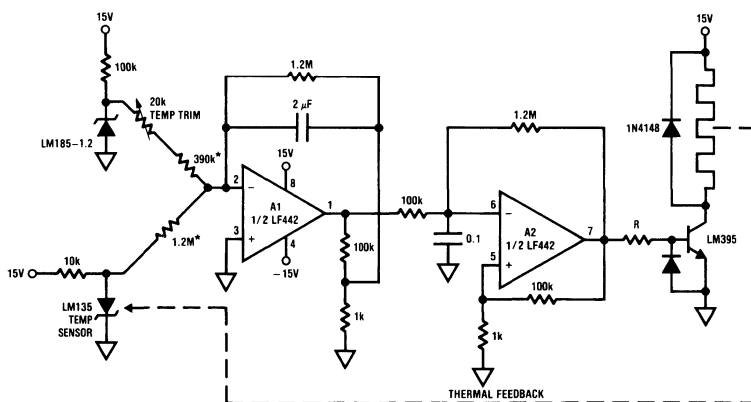 15V
100k
20k
TEMP TRIM
LM185–1.2
390k*
1.2M*
15V
10k
LM135
TEMP
SENSOR
1.2M
2 μF
15V
2
8
–
A1
1/2 LF442
1
3
+
4
–15V
100k
1k
100k
0.1
1.2M
6
–
A2
1/2 LF442
7
5
+
100k
1k
R
15V
1N4148
LM395
THERMAL FEEDBACK